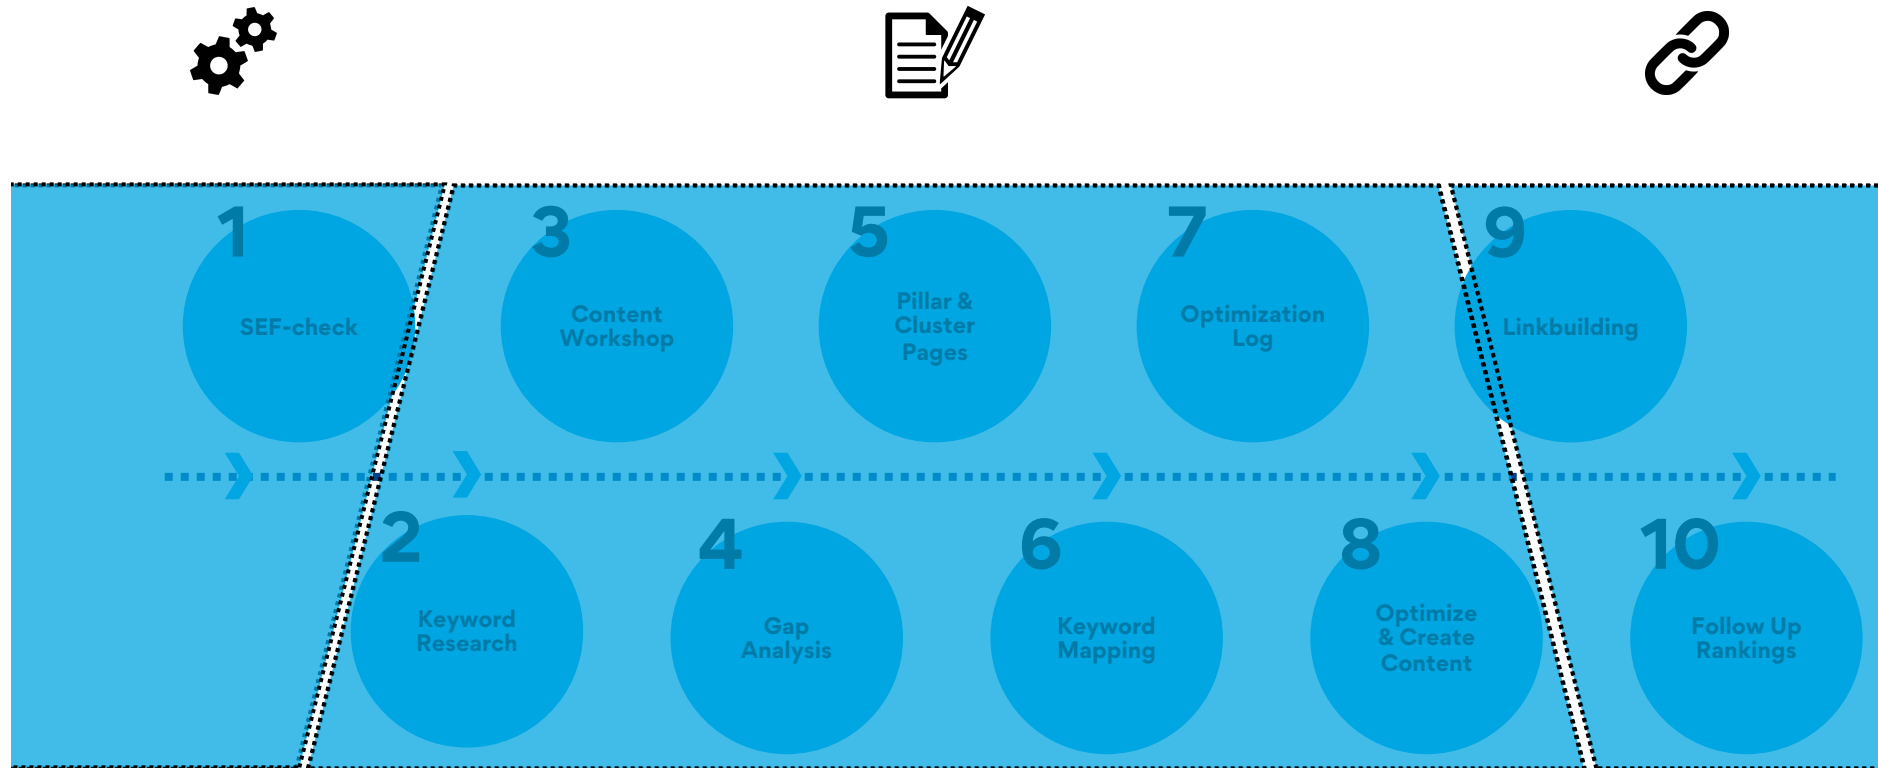 1
SEF-check
2
Keyword
Research
3
Content
Workshop
4
Gap
Analysis
5
Pillar &
Cluster
Pages
6
Keyword
Mapping
7
Optimization
Log
8
Optimize
& Create
Content
9
Linkbuilding
10
Follow Up
Rankings